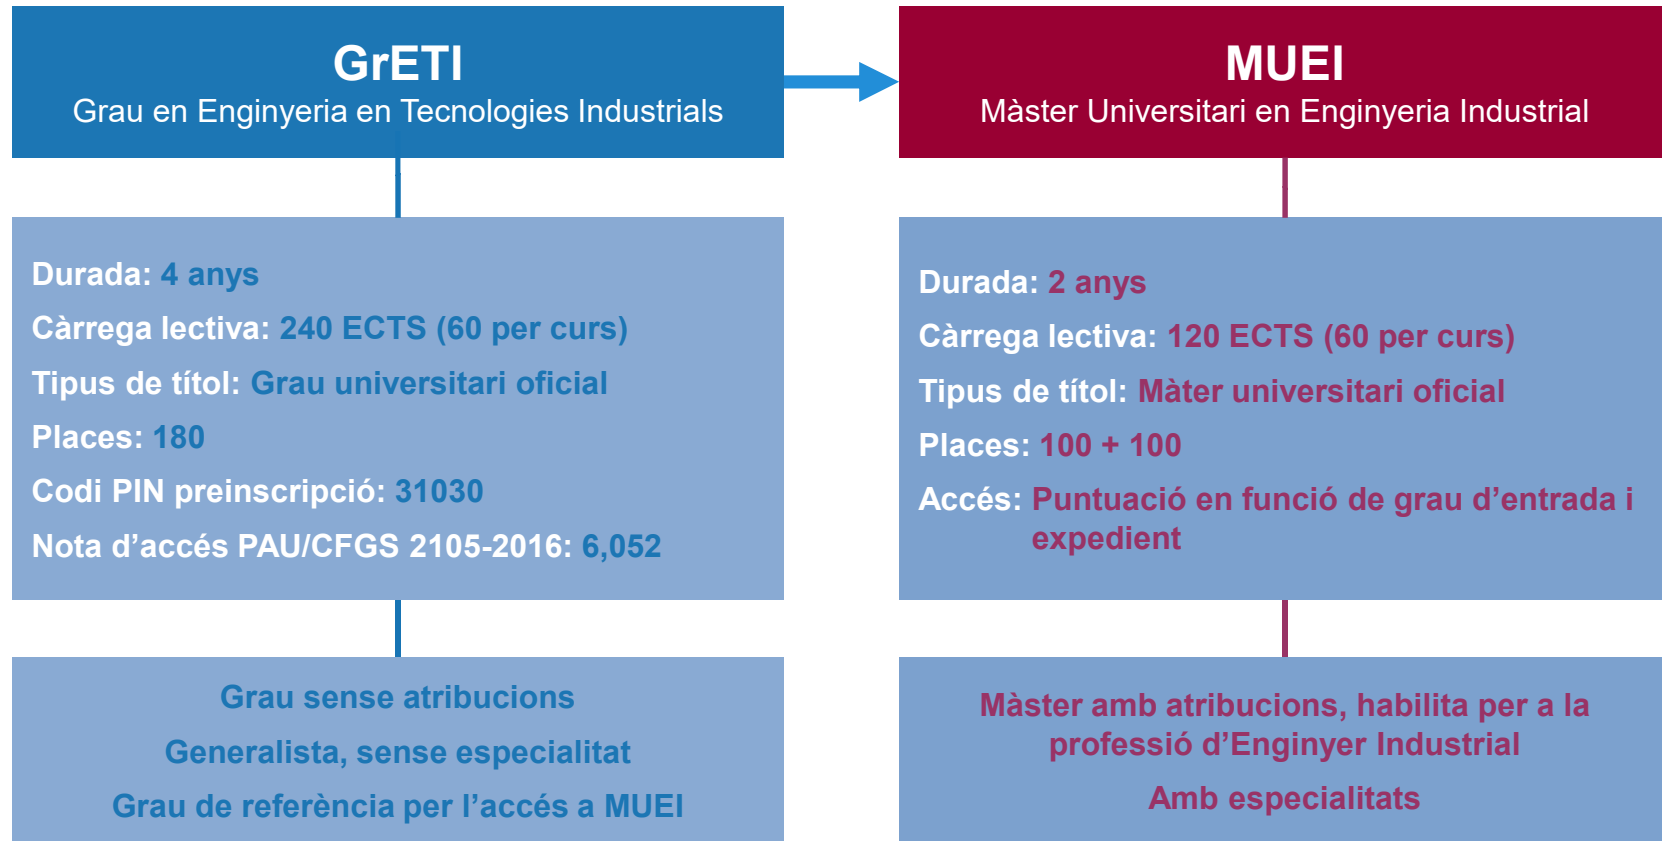 GrETI
Grau en Enginyeria en Tecnologies Industrials
Durada: 4 anys
Càrrega lectiva: 240 ECTS (60 per curs)
Tipus de títol: Grau universitari oficial
Places: 180
Codi PIN preinscripció: 31030
Nota d’accés PAU/CFGS 2105-2016: 6,052
Grau sense atribucions
Generalista, sense especialitat
Grau de referència per l’accés a MUEI
MUEI
Màster Universitari en Enginyeria Industrial
Durada: 2 anys
Càrrega lectiva: 120 ECTS (60 per curs)
Tipus de títol: Màter universitari oficial
Places: 100 + 100
Accés: Puntuació en funció de grau d’entrada i
expedient
Màster amb atribucions, habilita per a la
professió d’Enginyer Industrial
Amb especialitats